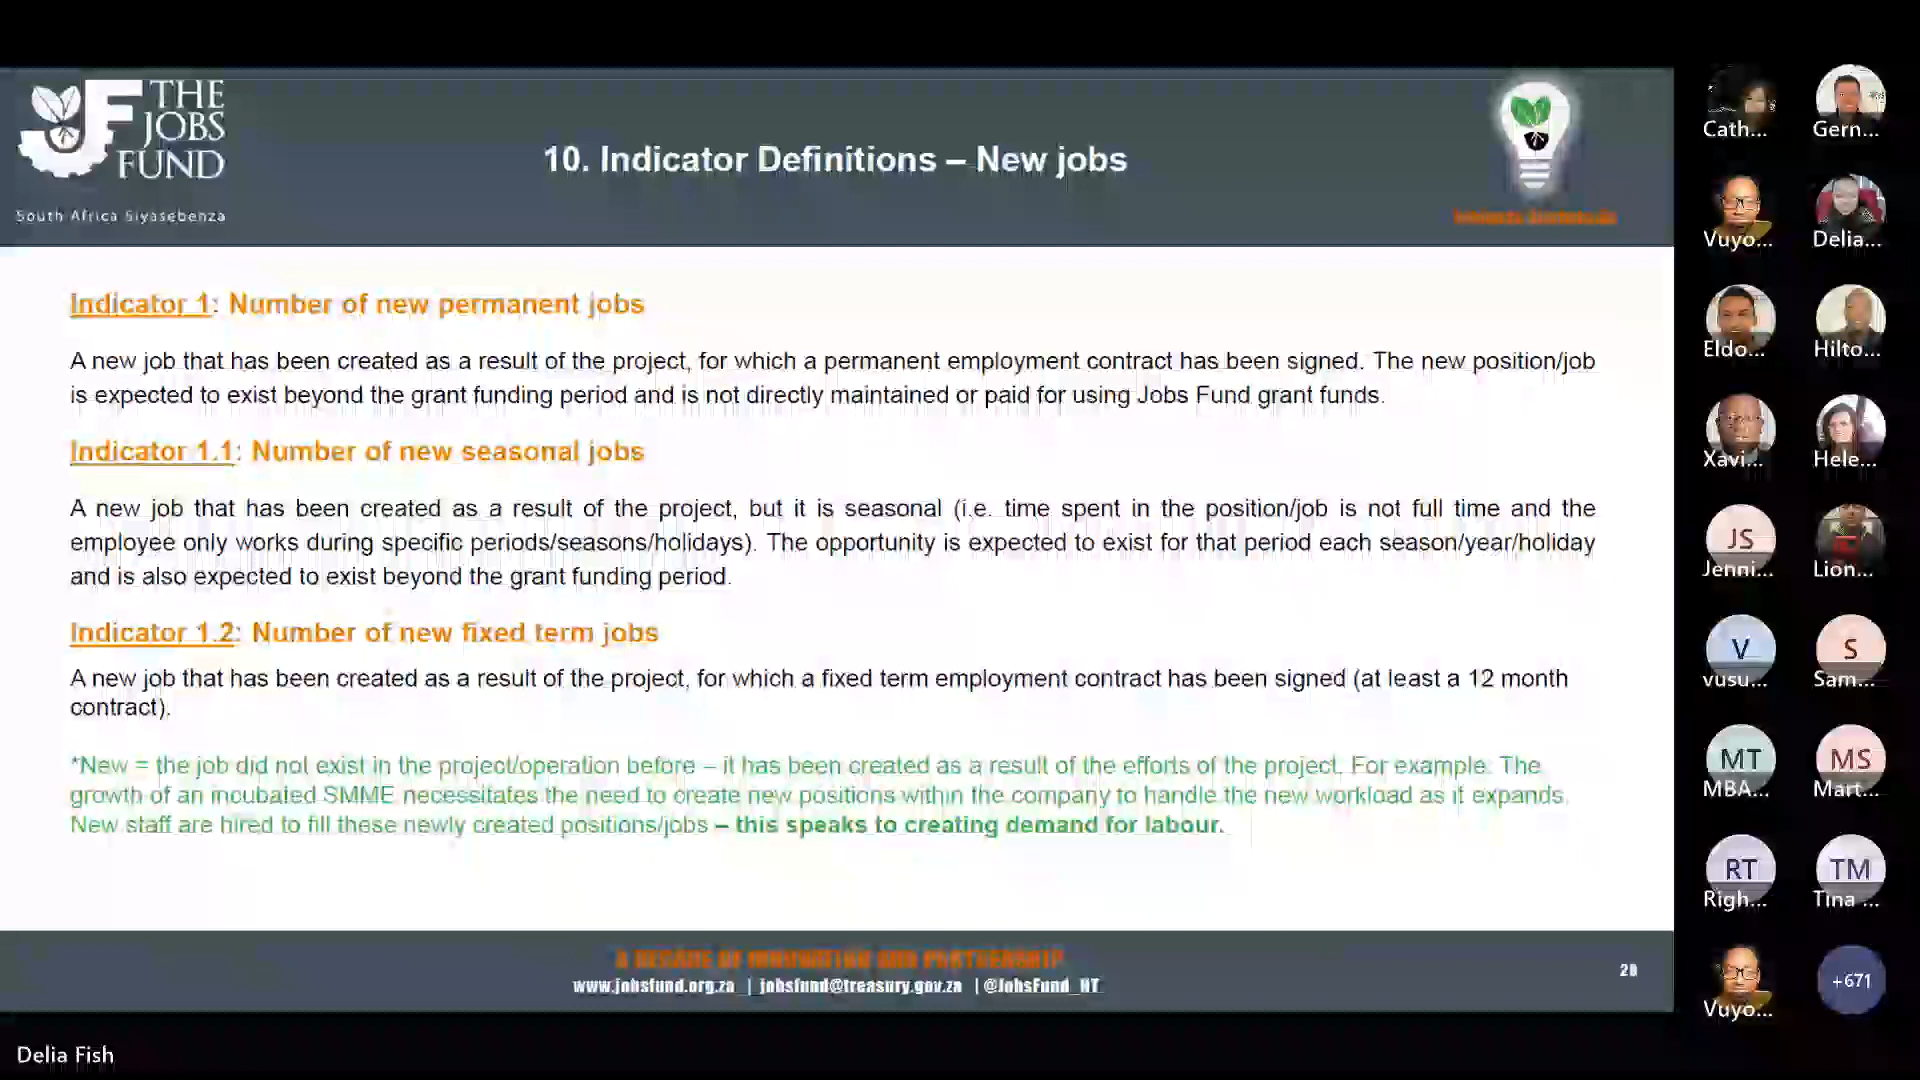 THE
JOBS
FUND
South Africa Siyasebenza
10. Indicator Definitions – New jobs
Indicator 1: Number of new permanent jobs
A new job that has been created as a result of the project, for which a permanent employment contract has been signed. The new position/job
is expected to exist beyond the grant funding period and is not directly maintained or paid for using Jobs Fund grant funds.
Indicator 1.1: Number of new seasonal jobs
A new job that has been created as a result of the project, but it is seasonal (i.e. time spent in the position/job is not full time and the
employee only works during specific periods/seasons/holidays). The opportunity is expected to exist for that period each season/year/holiday
and is also expected to exist beyond the grant funding period.
Indicator 1.2: Number of new fixed term jobs
A new job that has been created as a result of the project, for which a fixed term employment contract has been signed (at least a 12 month
contract).
*New = the job did not exist in the project/operation before – it has been created as a result of the efforts of the project. For example: The
growth of an incubated SMME necessitates the need to create new positions within the company to handle the new workload as it expands.
New staff are hired to fill these newly created positions/jobs – this speaks to creating demand for labour.
A DECADE OF INNOVATION AND PARTNERSHIP
www.jobsfund.org.za | jobsfund@treasury.gov.za | @JobsFund_NT
20
Delia Fish
Cath...
Gern...
Vuyo...
Delia...
Eldo...
Hilto...
Xavi...
Hele...
JS
Jenni...
Lion...
V
vusu...
S
Sam...
MT
MBA...
MS
Mart...
RT
Righ...
TM
Tina ...
Vuyo...
+671